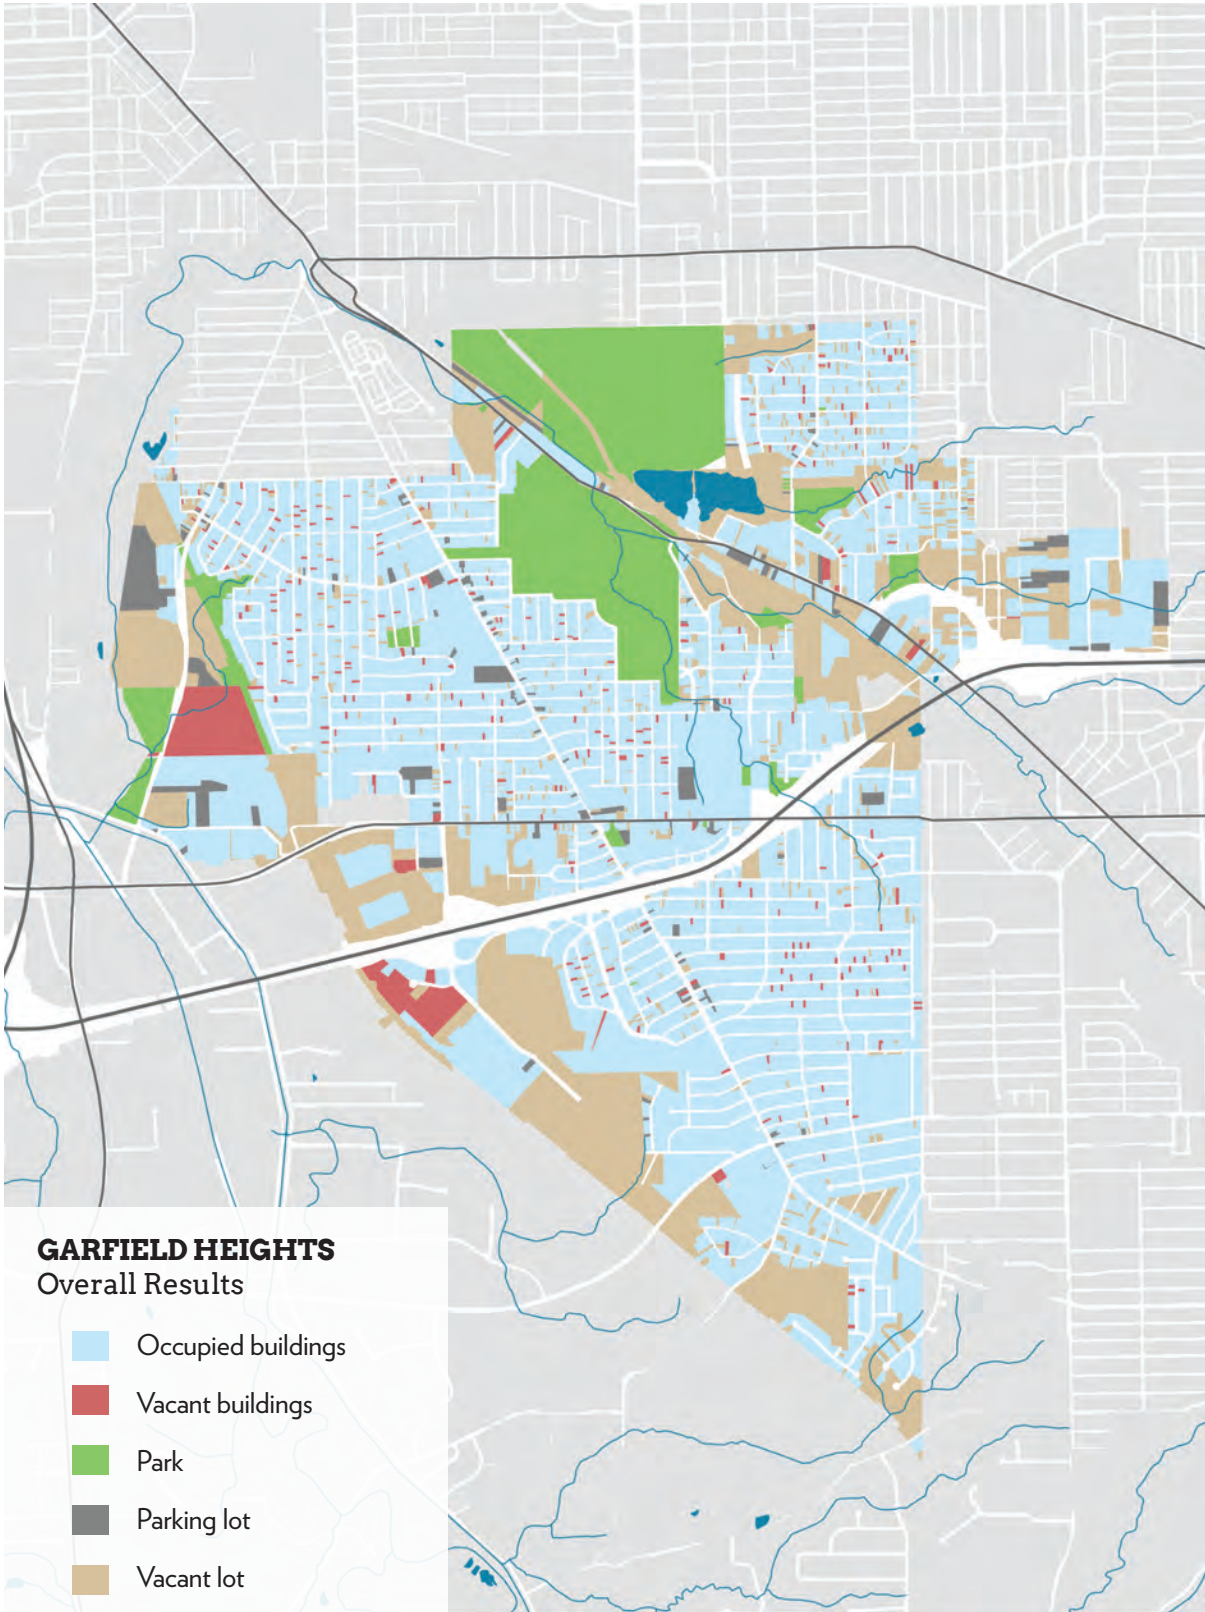 GARFIELD HEIGHTS
Overall Results
Occupied buildings
Vacant buildings
Park
Parking lot
Vacant lot